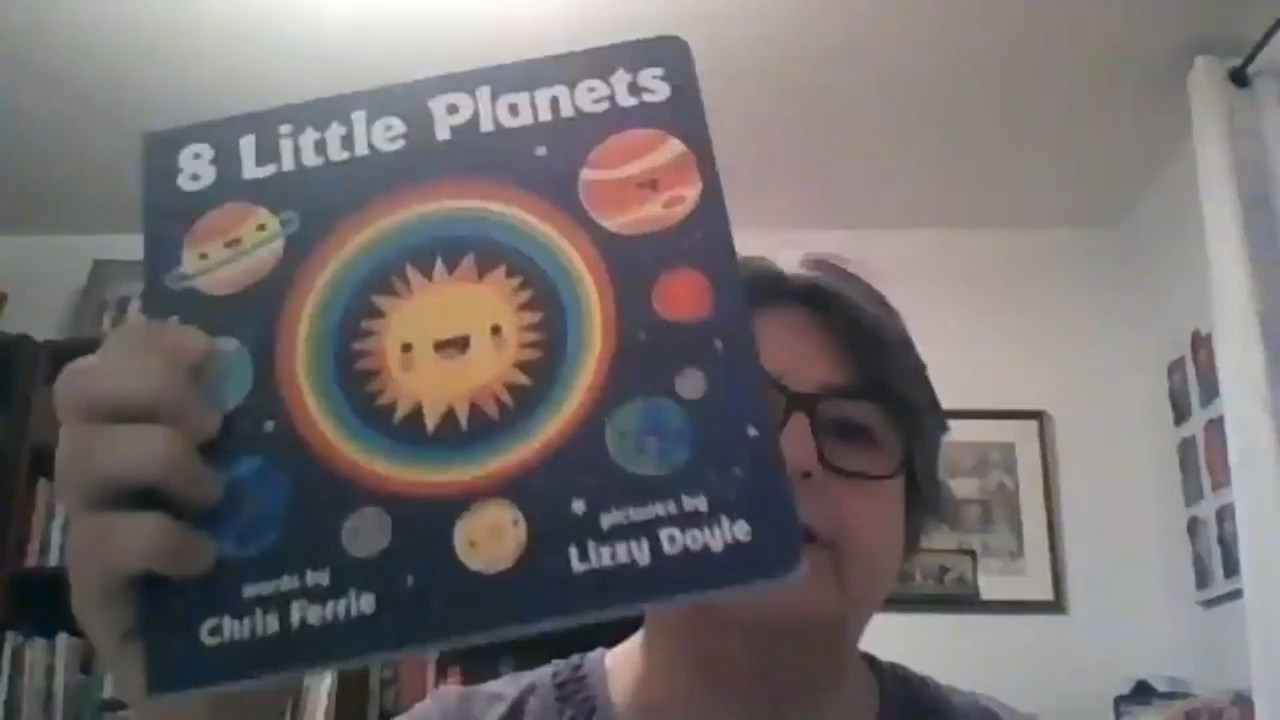 8 Little Planets
pictures by
Lizzy Doyle
words by
Chris Ferrie